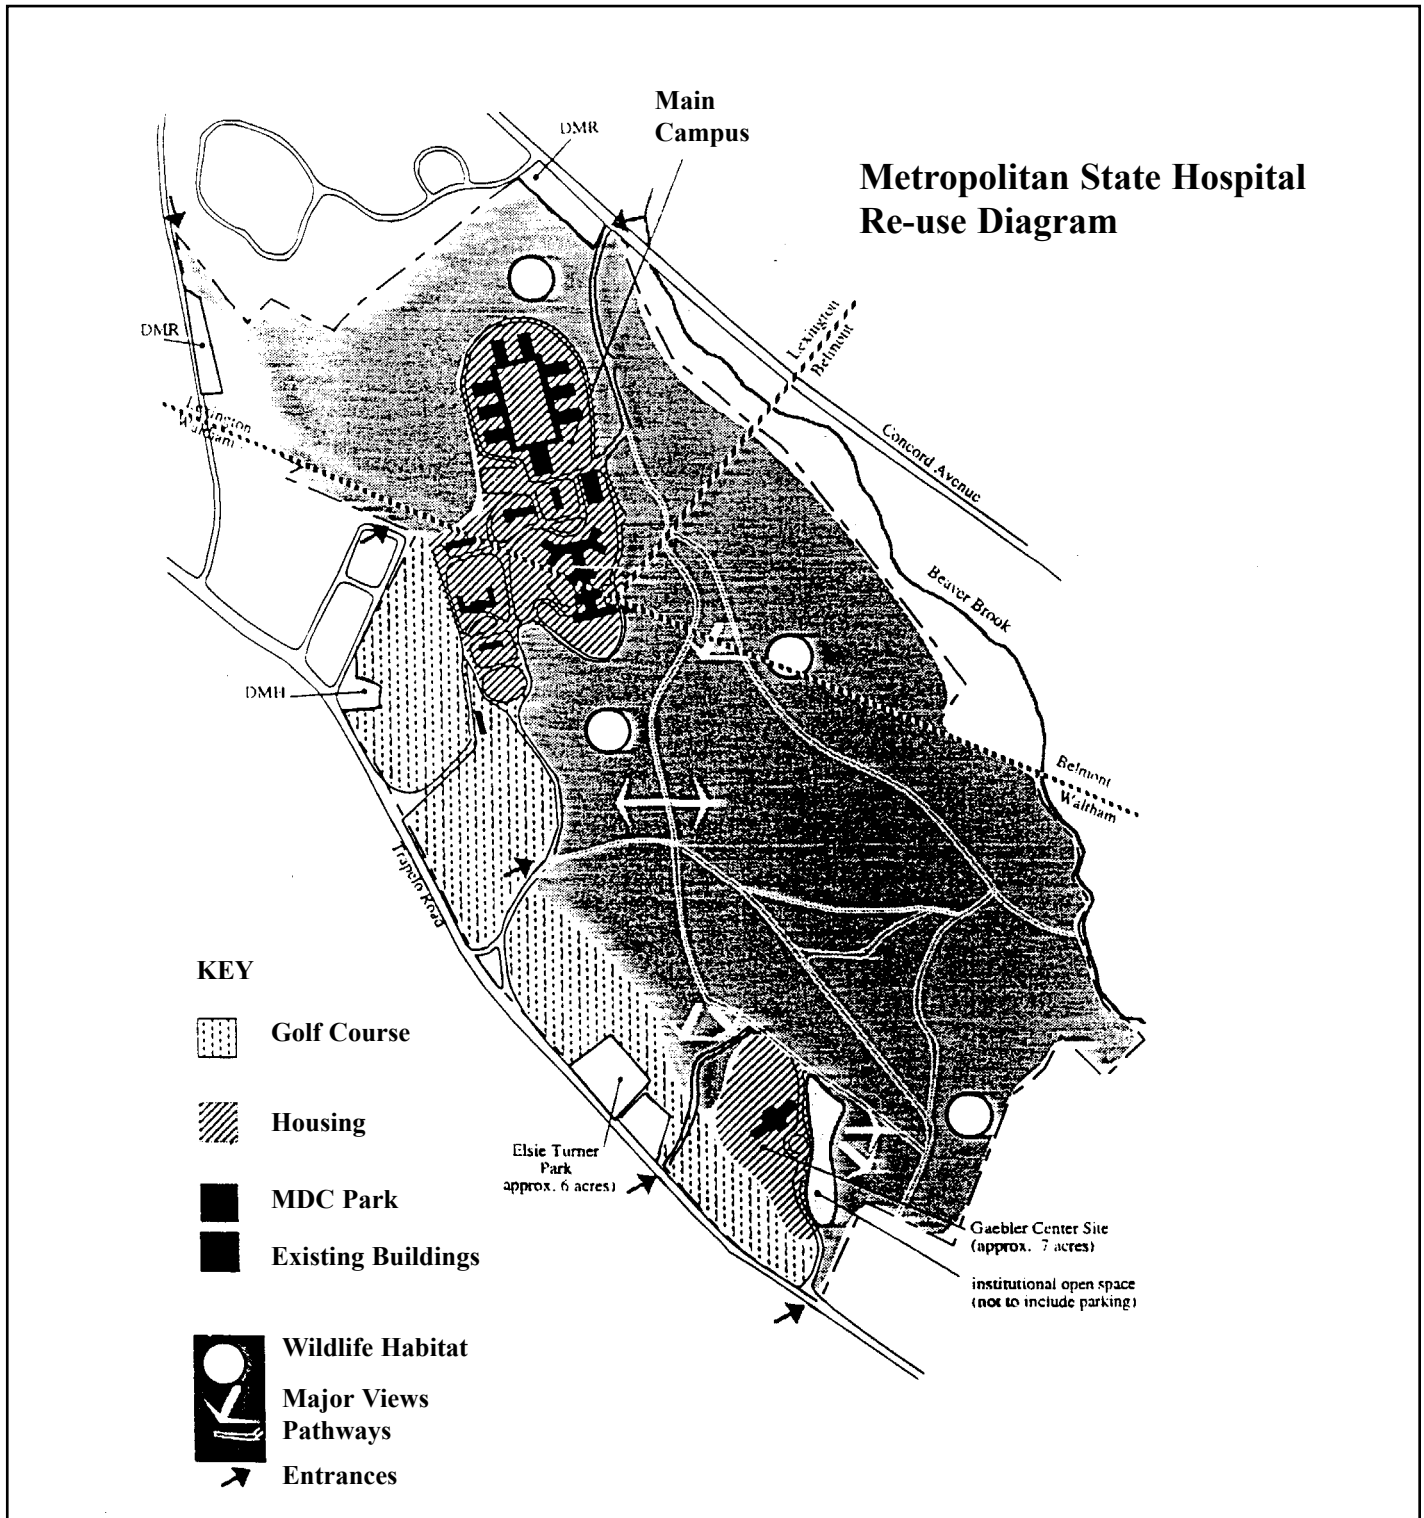 Main
Campus
DMR
Metropolitan State Hospital
Re-use Diagram
DMR
Lexington
Belmont
Lexington
Waltham
Concord Avenue
Beaver Brook
DMH
Belmont
Waltham
Trapelo Road
KEY
Golf Course
Housing
MDC Park
Existing Buildings
Wildlife Habitat
Major Views
Pathways
Entrances
Elsie Turner
Park
approx. 6 acres)
Gaebler Center Site
(approx. 7 acres)
institutional open space
(not to include parking)